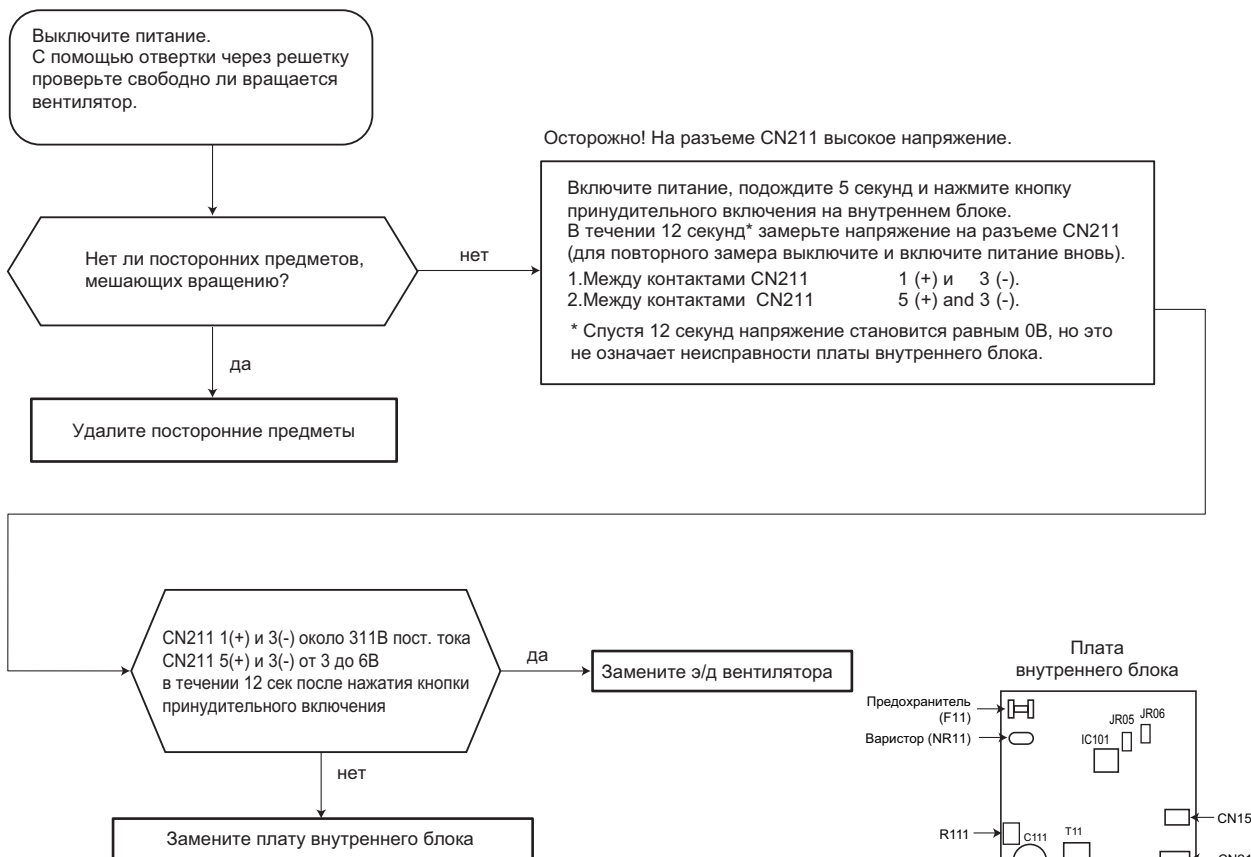 Выключите питание.
С помощью отвертки через решетку
проверьте свободно ли вращается
вентилятор.
Осторожно! На разъеме CN211 высокое напряжение.
Включите питание, подождите 5 секунд и нажмите кнопку
принудительного включения на внутреннем блоке.
В течении 12 секунд* замерьте напряжение на разъеме CN211
(для повторного замера выключите и включите питание вновь).
1.Между контактами CN211 1 (+) и 3 (-).
2.Между контактами CN211 5 (+) and 3 (-).
* Спустя 12 секунд напряжение становится равным 0В, но это
не означает неисправности платы внутреннего блока.
Нет ли посторонних предметов,
мешающих вращению?
нет
да
Удалите посторонние предметы
CN211 1(+) и 3(-) около 311В пост. тока
CN211 5(+) и 3(-) от 3 до 6В
в течении 12 сек после нажатия кнопки
принудительного включения
да
Замените э/д вентилятора
нет
Замените плату внутреннего блока
Плата
внутреннего блока
Предохранитель
(F11)
JR05 JR06
Варистор (NR11)
IC101
CN15
R111
C111
T11